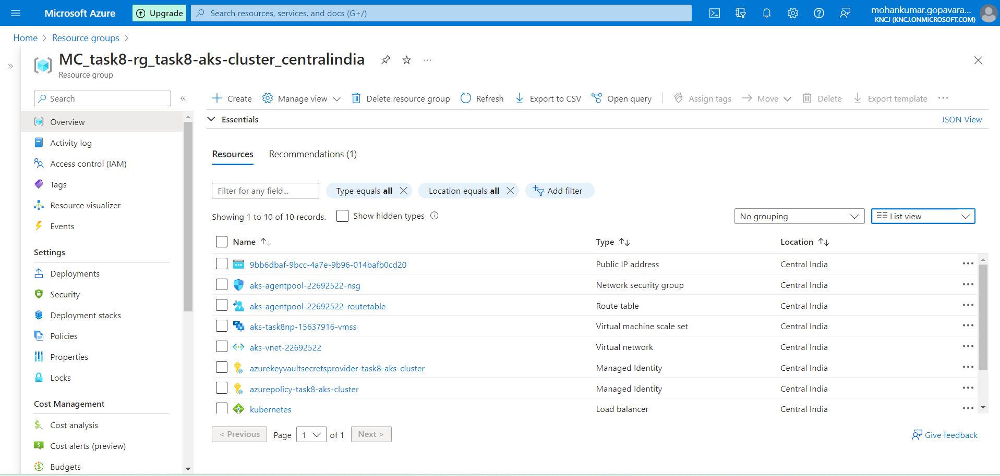 Microsoft Azure
Upgrade
Search resources, services, and docs (G+/)
mohankumar.gopavara...
KNCJ (KNCJ.ONMICROSOFT.COM)
Home > Resource groups >
MC_task8-rg_task8-aks-cluster_centralindia
Resource group
Search
Create Manage view Delete resource group Refresh Export to CSV Open query Assign tags Move Delete Export template
Essentials
JSON View
Overview
Activity log
Access control (IAM)
Tags
Resource visualizer
Events
Settings
Deployments
Security
Deployment stacks
Policies
Properties
Locks
Cost Management
Cost analysis
Cost alerts (preview)
Budgets
Resources Recommendations (1)
Filter for any field...
Type equals all
Location equals all
Add filter
Showing 1 to 10 of 10 records.
Show hidden types
No grouping
List view
Name Type Location
9bb6dbaf-9bcc-4a7e-9b96-014bafb0cd20 Public IP address Central India
aks-agentpool-22692522-nsg Network security group Central India
aks-agentpool-22692522-routetable Route table Central India
aks-task8np-15637916-vmss Virtual machine scale set Central India
aks-vnet-22692522 Virtual network Central India
azurekeyvaultsecretsprovider-task8-aks-cluster Managed Identity Central India
azurepolicy-task8-aks-cluster Managed Identity Central India
kubernetes Load balancer Central India
< Previous Page 1 of 1 Next >
Give feedback